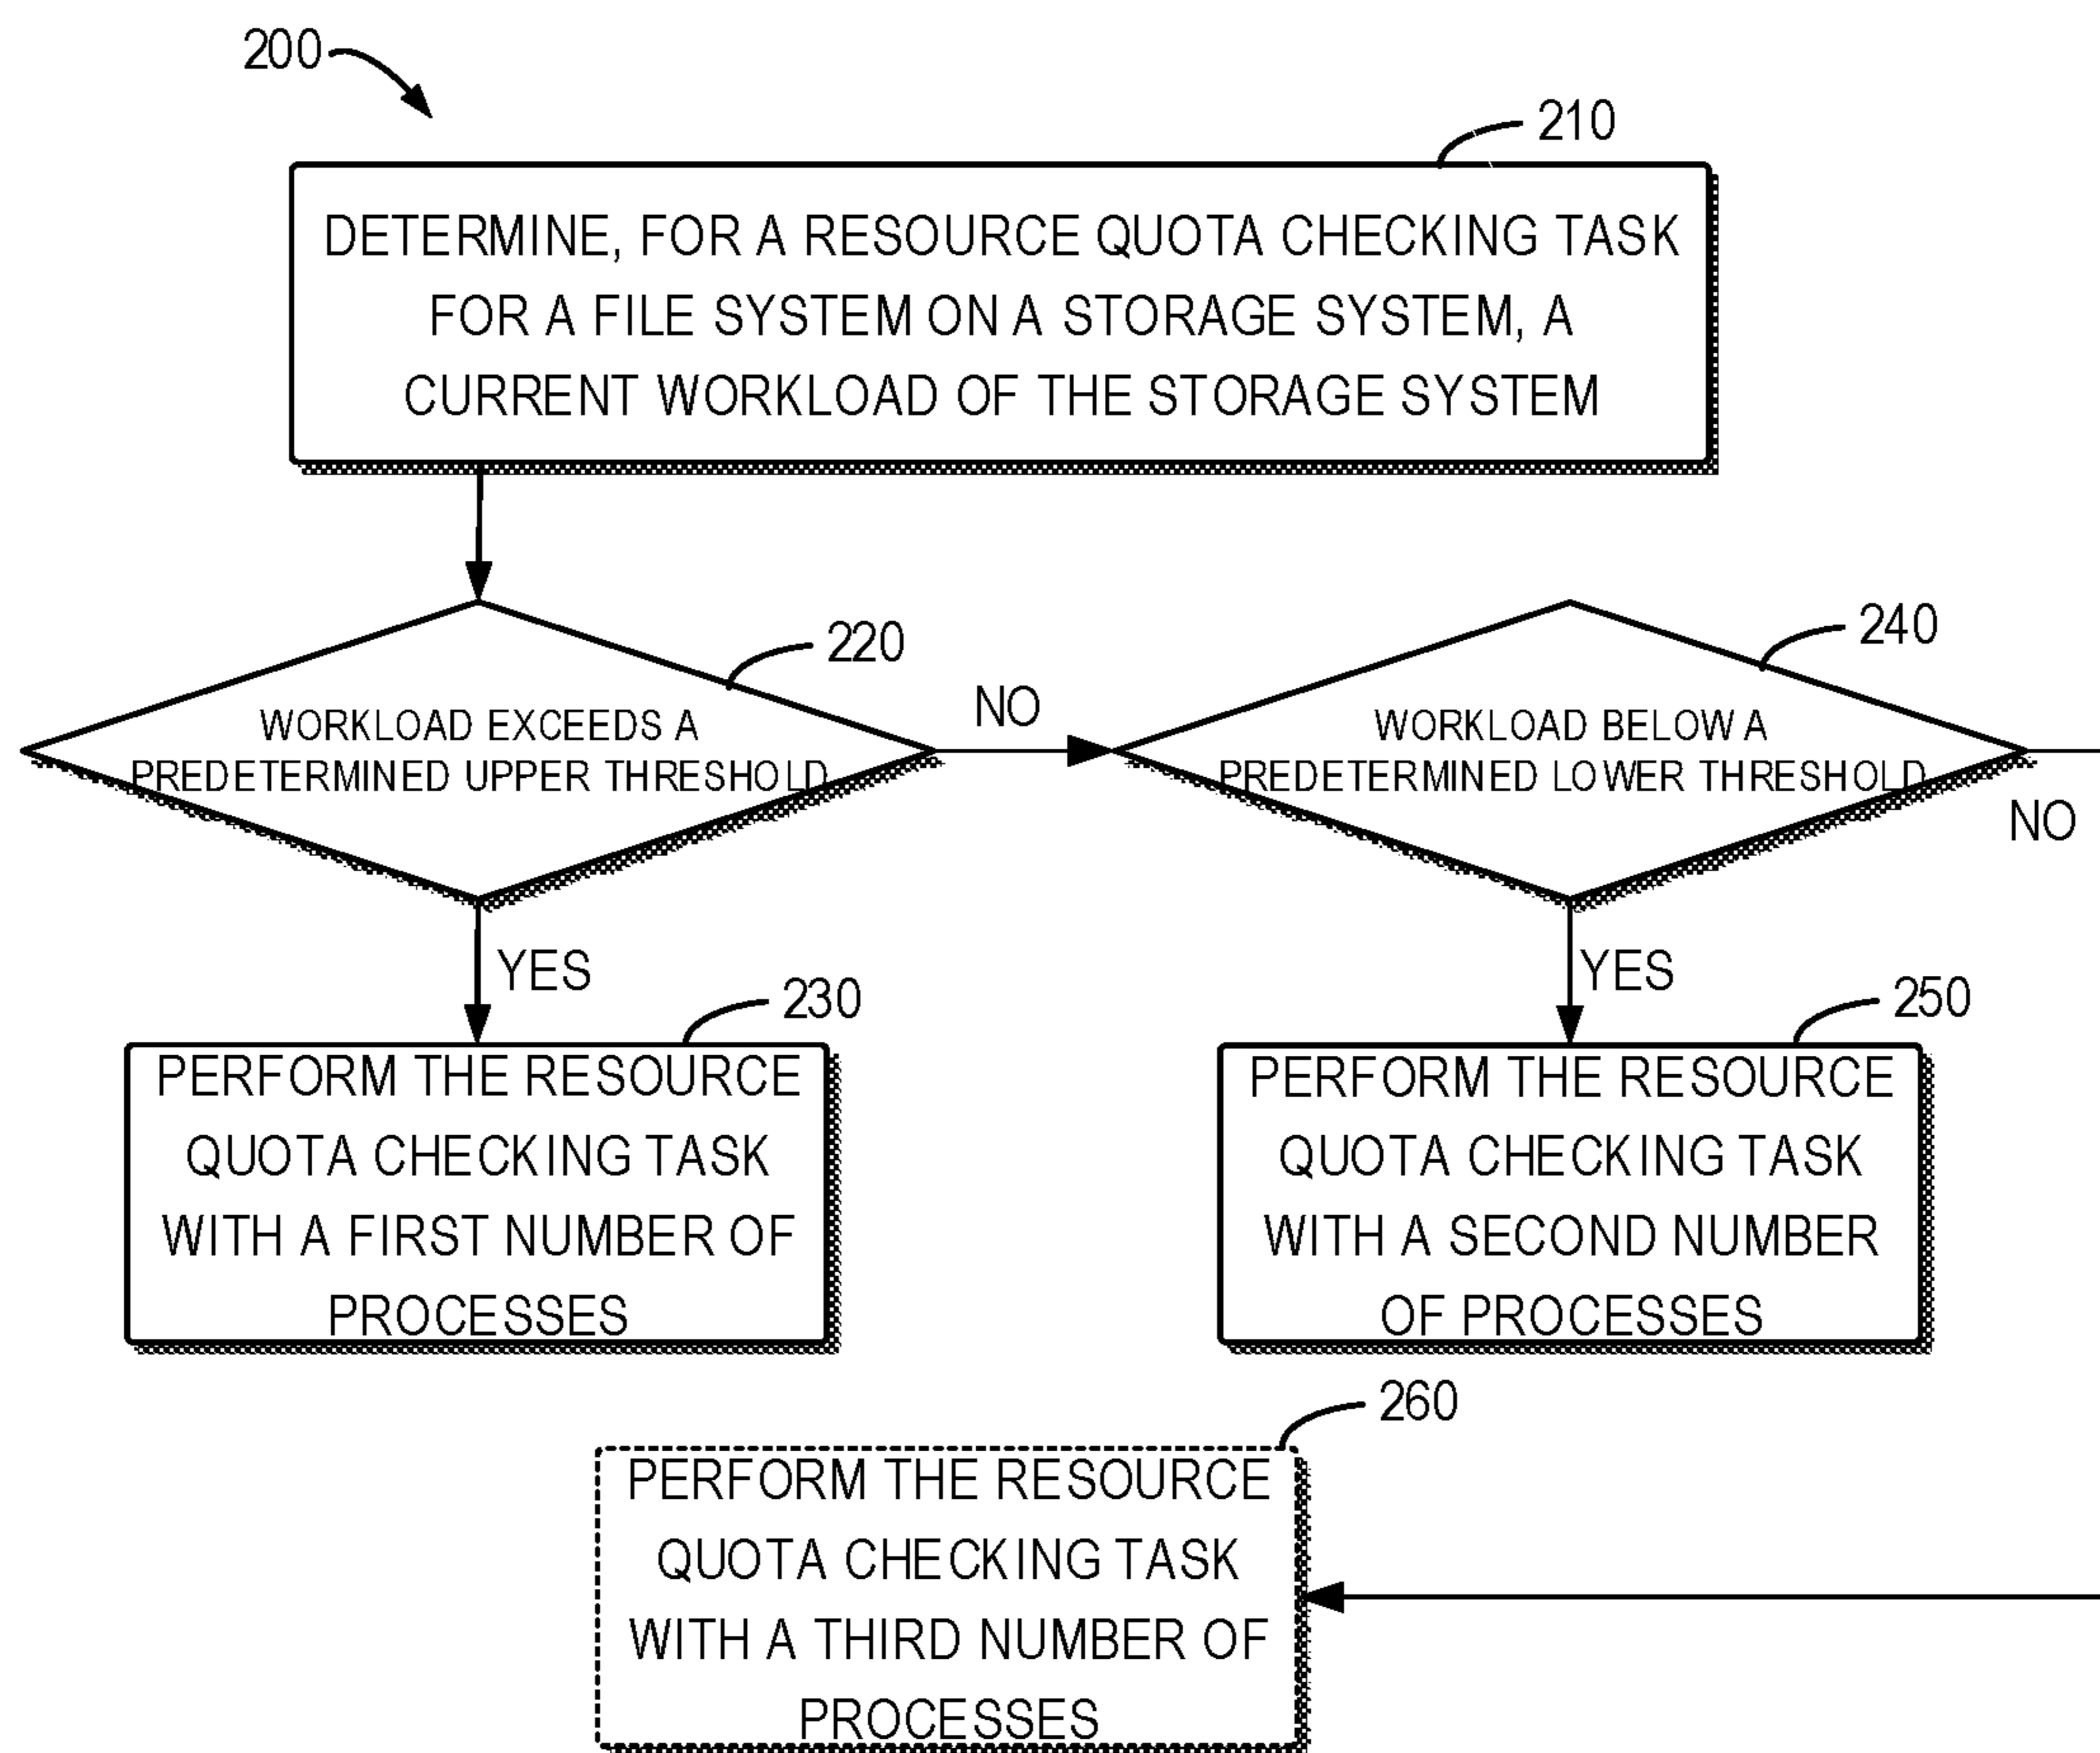 200
210
DETERMINE, FOR A RESOURCE QUOTA CHECKING TASK
FOR A FILE SYSTEM ON A STORAGE SYSTEM, A
CURRENT WORKLOAD OF THE STORAGE SYSTEM
220
WORKLOAD EXCEEDS A
PREDETERMINED UPPER THRESHOLD
NO
240
WORKLOAD BELOW A
PREDETERMINED LOWER THRESHOLD
NO
YES
230
PERFORM THE RESOURCE
QUOTA CHECKING TASK
WITH A FIRST NUMBER OF
PROCESSES
YES
250
PERFORM THE RESOURCE
QUOTA CHECKING TASK
WITH A SECOND NUMBER
OF PROCESSES
260
PERFORM THE RESOURCE
QUOTA CHECKING TASK
WITH A THIRD NUMBER OF
PROCESSES